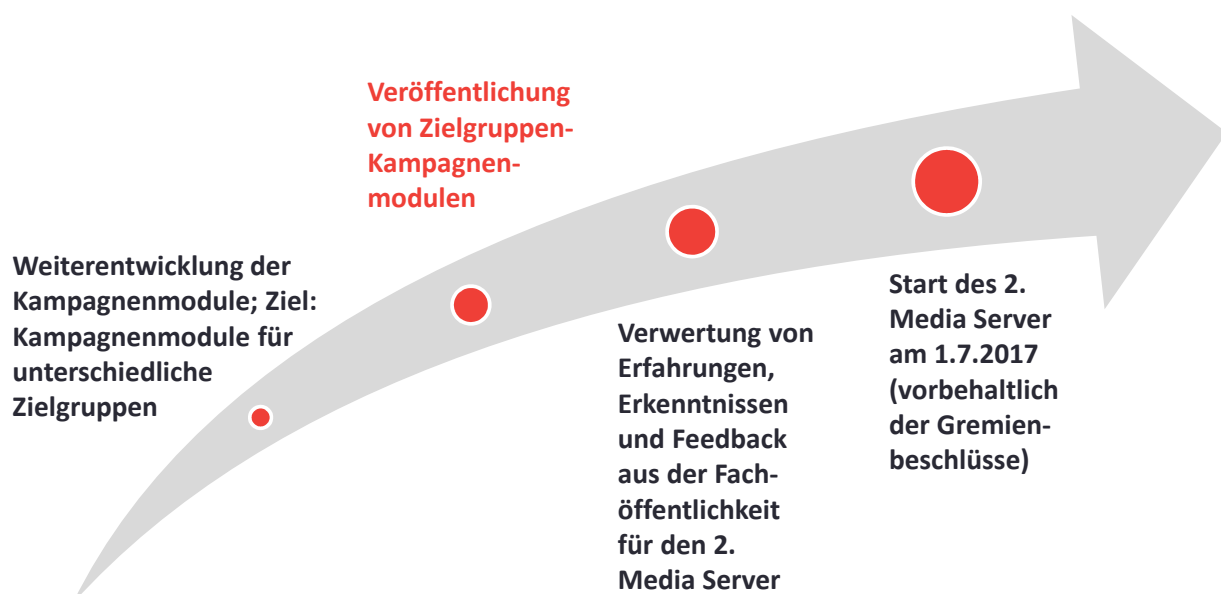 Weiterentwicklung der
Kampagnenmodule; Ziel:
Kampagnenmodule für
unterschiedliche
Zielgruppen
Veröffentlichung
von Zielgruppen-
Kampagnen-
modulen
Verwertung von
Erfahrungen,
Erkenntnissen
und Feedback
aus der Fach-
öffentlichkeit
für den 2.
Media Server
Start des 2.
Media Server
am 1.7.2017
(vorbehaltlich
der Gremien-
beschlüsse)